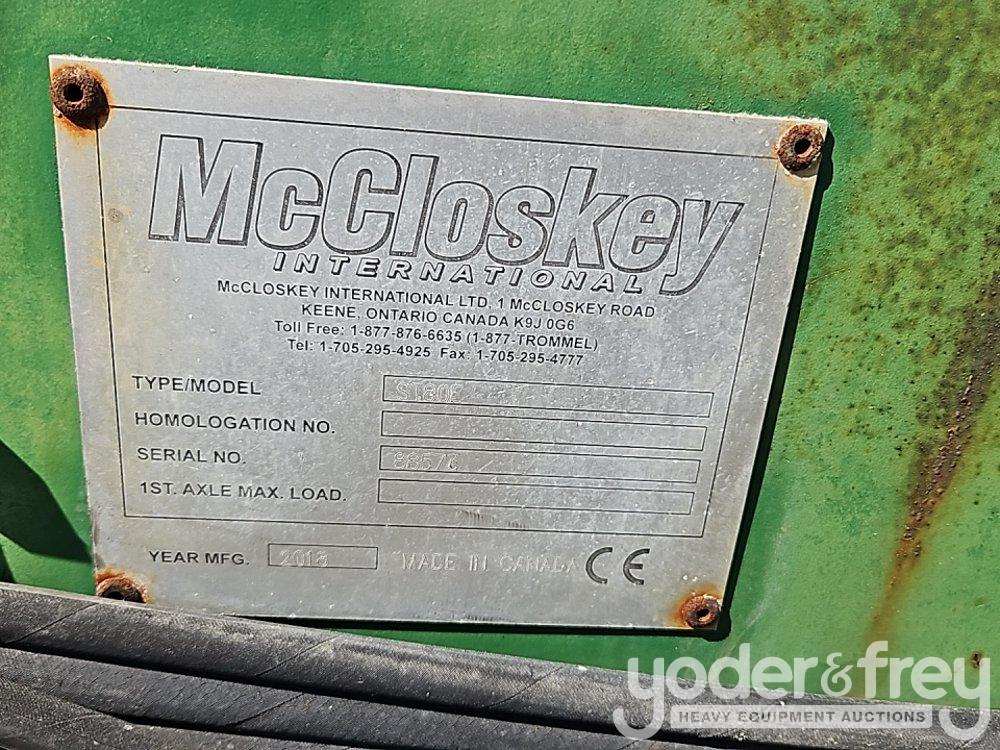 McCloskey
INTERNATIONAL
McCLOSKEY INTERNATIONAL LTD, 1 McCLOSKEY ROAD
KEENE, ONTARIO CANADA K9J 0G6
Toll Free: 1-877-876-6635 (1-877-TROMMEL)
Tel: 1-705-295-4925 Fax: 1-705-295-4777
TYPE/MODEL
HOMOLOGATION NO.
SERIAL NO.
1ST. AXLE MAX. LOAD.
YEAR MFG. MADE IN CANADA CE
yoder&frey
HEAVY EQUIPMENT AUCTIONS